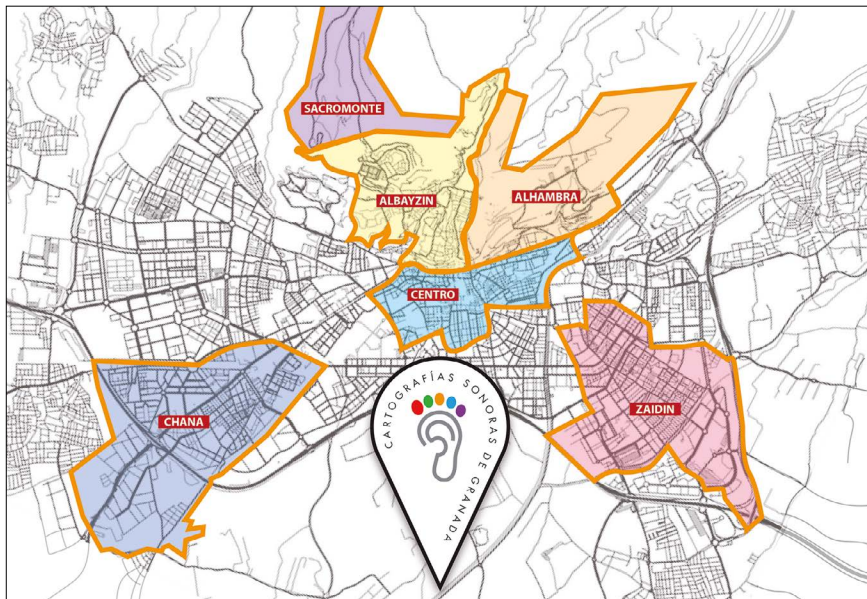 SACROMONTE
ALBAYZIN
ALHAMBRA
CENTRO
CHANA
ZAIDIN
CARTOGRAFÍAS SONORAS DE GRANADA